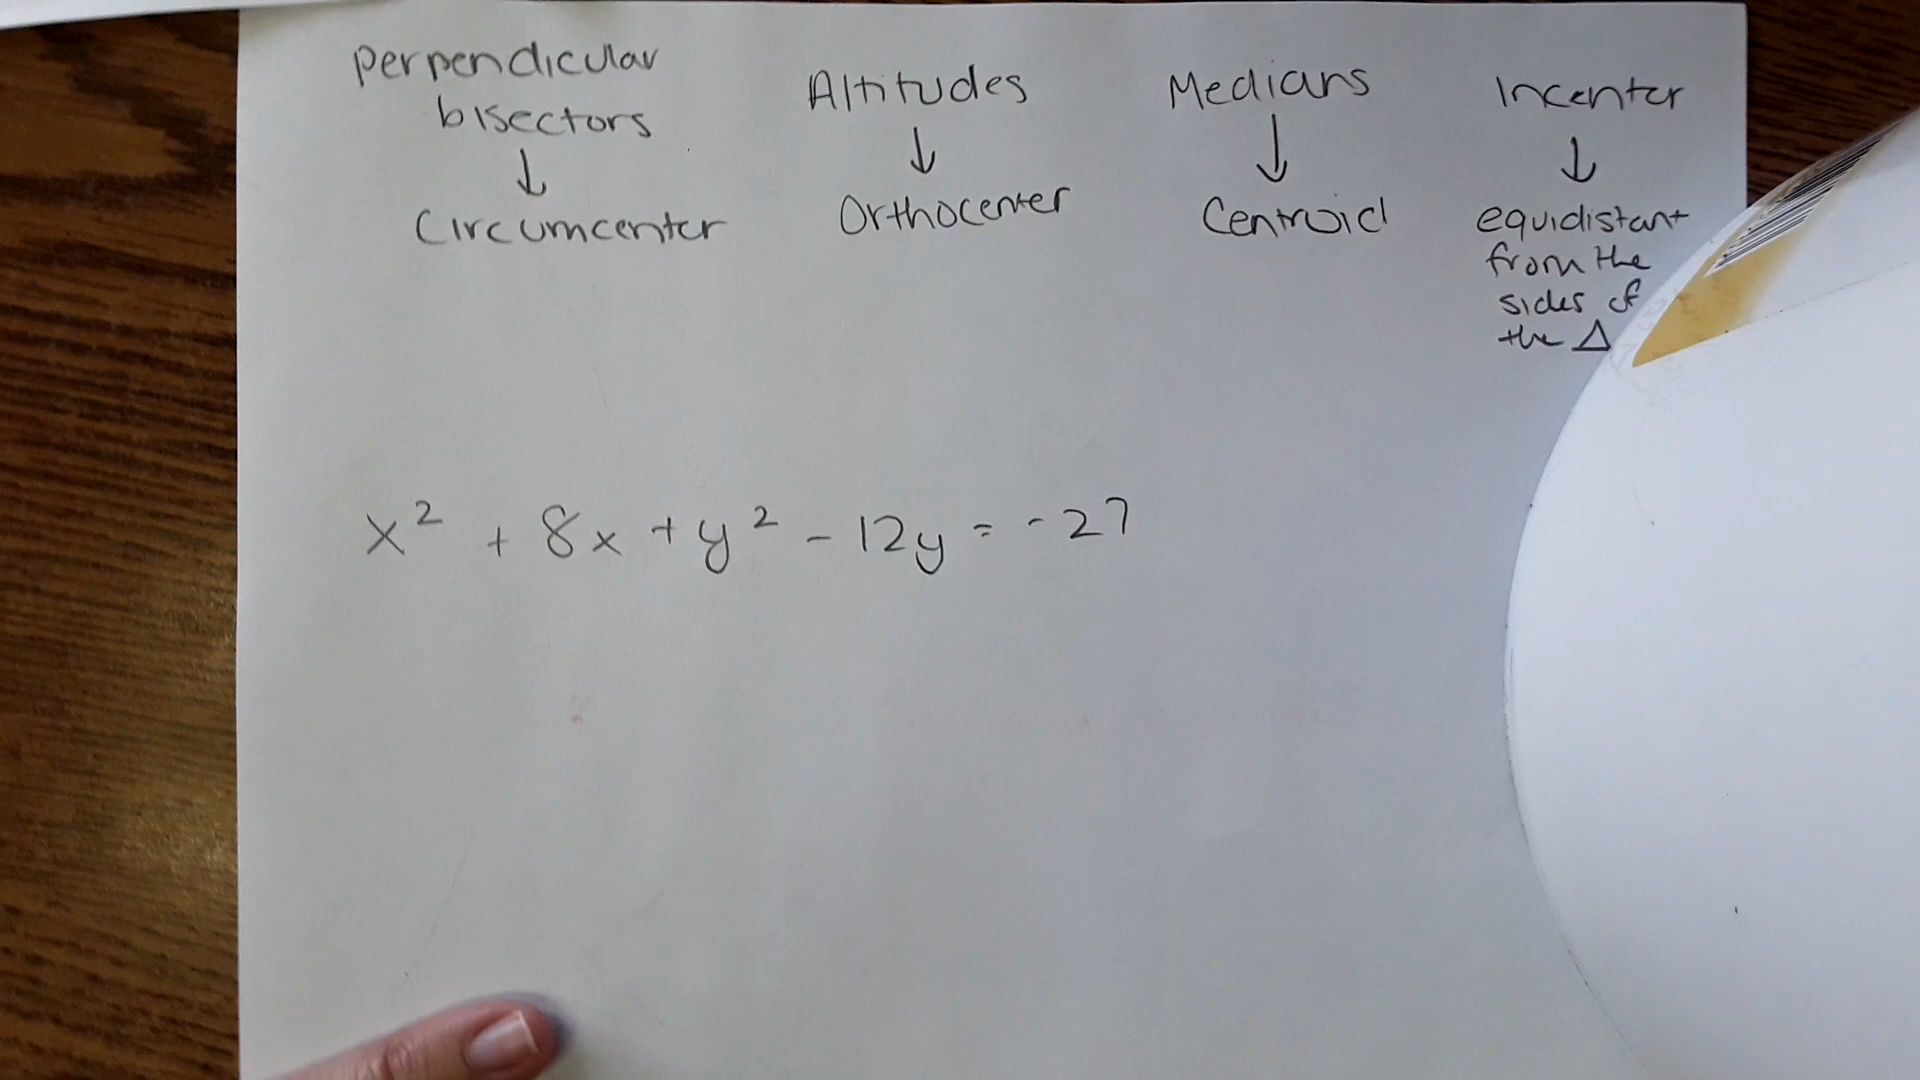 Perpendicular
bisectors
↓
Circumcenter
Altitudes
↓
Orthocenter
Medians
↓
Centroid
Incenter
↓
equidistant
from the
sides of
the △
x² + 8x + y² - 12y = -27